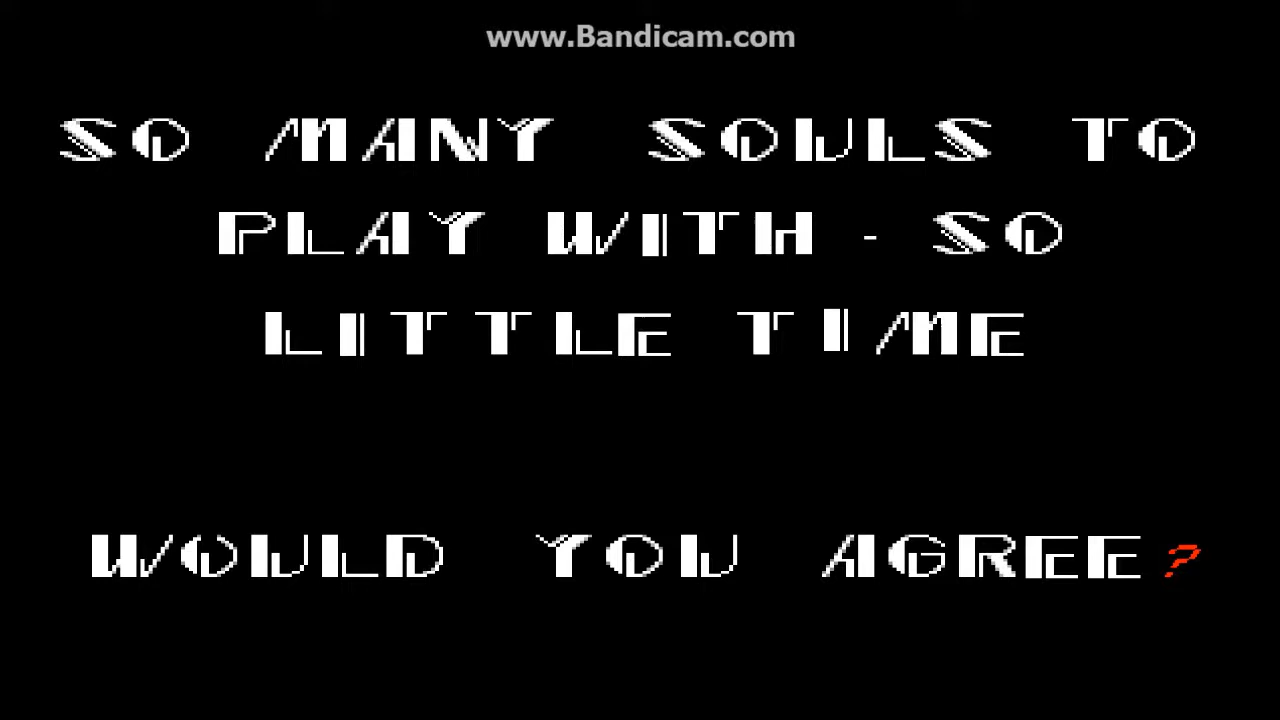 www.Bandicam.com
SO MANY SOULS TO
PLAY WITH - SO
LITTLE TIME
WOULD YOU AGREE?